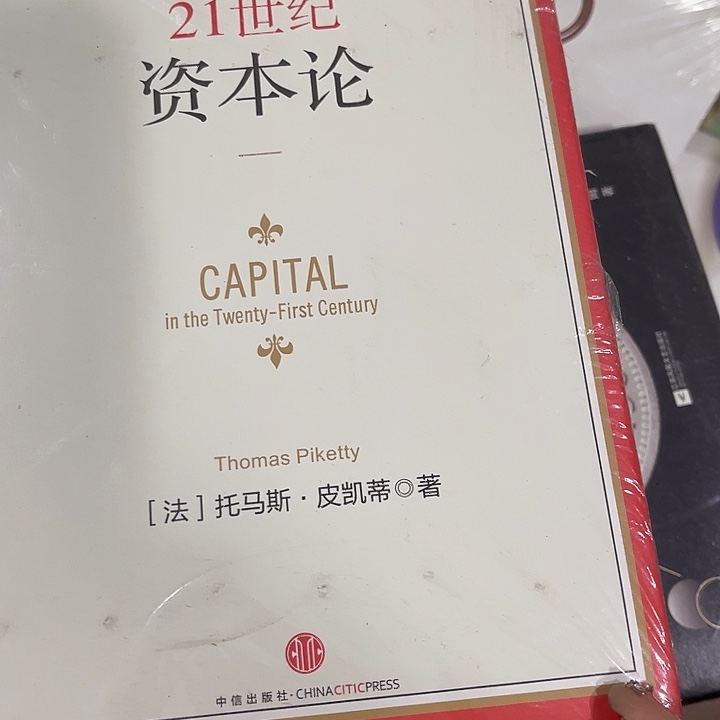 21世纪
资本论
CAPITAL
in the Twenty-First Century
Thomas Piketty
[法]托马斯·皮凯蒂◎著
中信出版社·CHINACITICPRESS